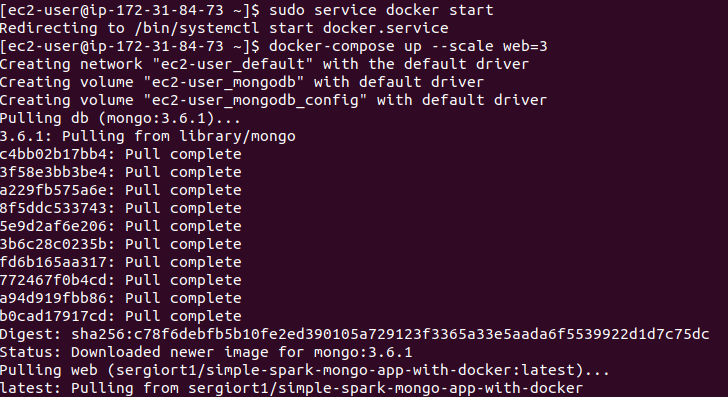 [ec2-user@ip-172-31-84-73 ~]$ sudo service docker start
Redirecting to /bin/systemctl start docker.service
[ec2-user@ip-172-31-84-73 ~]$ docker-compose up --scale web=3
Creating network "ec2-user_default" with the default driver
Creating volume "ec2-user_mongodb" with default driver
Creating volume "ec2-user_mongodb_config" with default driver
Pulling db (mongo:3.6.1)...
3.6.1: Pulling from library/mongo
c4bb02b17bb4: Pull complete
3f58e3bb3be4: Pull complete
a229fb575a6e: Pull complete
8f5ddc533743: Pull complete
5e9d2af6e206: Pull complete
3b6c28c0235b: Pull complete
fd6b165aa317: Pull complete
772467f0b4cd: Pull complete
a94d919fbb86: Pull complete
b0cad17917cd: Pull complete
Digest: sha256:c78f6debfb5b10fe2ed390105a729123f3365a33e5aada6f5539922d1d7c75dc
Status: Downloaded newer image for mongo:3.6.1
Pulling web (sergiort1/simple-spark-mongo-app-with-docker:latest)...
latest: Pulling from sergiort1/simple-spark-mongo-app-with-docker